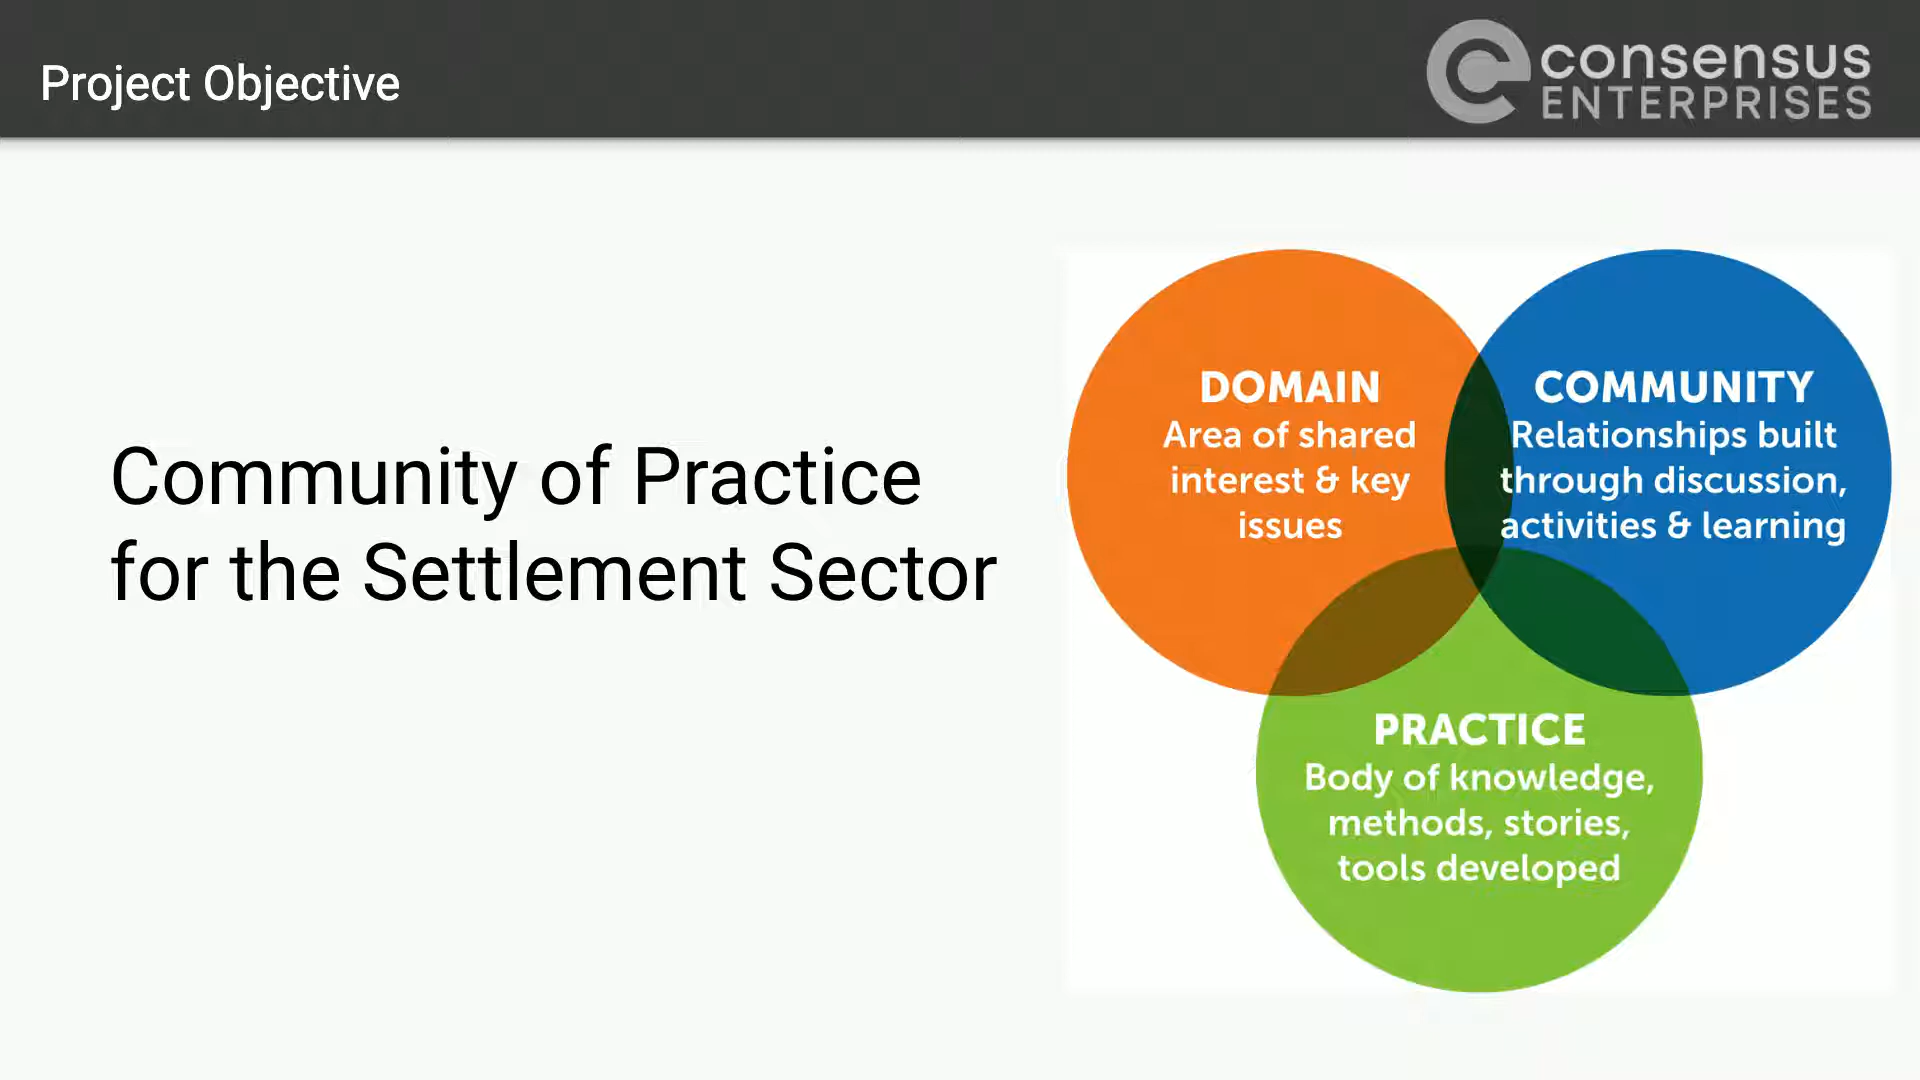 Project Objective
consensus
ENTERPRISES
Community of Practice
for the Settlement Sector
DOMAIN
Area of shared
interest & key
issues
COMMUNITY
Relationships built
through discussion,
activities & learning
PRACTICE
Body of knowledge,
methods, stories,
tools developed